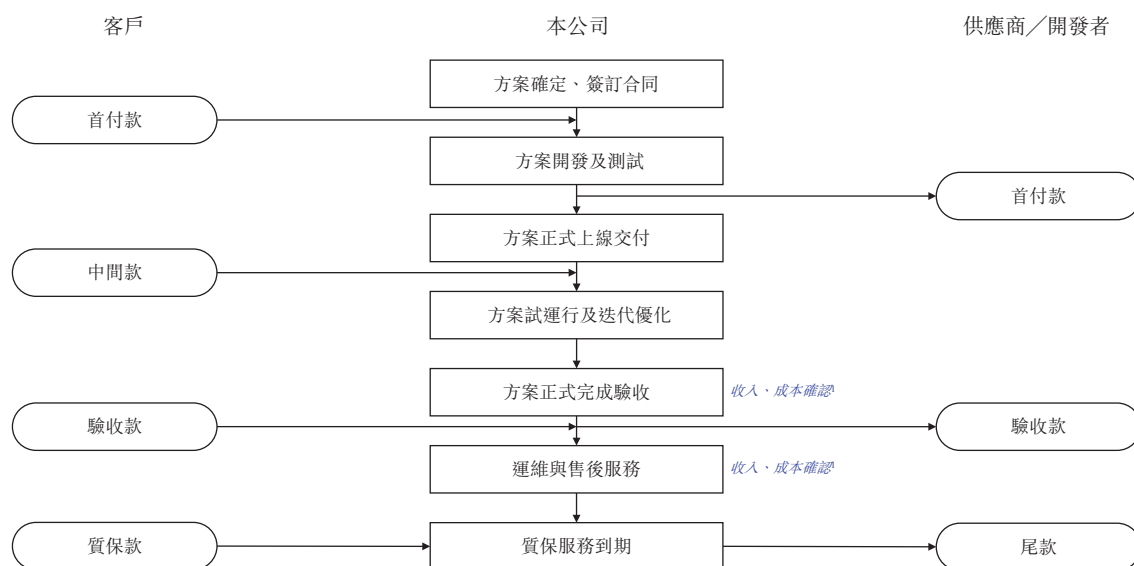 客戶 本公司 供應商／開發者
方案確定、簽訂合同
首付款
方案開發及測試
首付款
方案正式上線交付
中間款
方案試運行及迭代優化
方案正式完成驗收 收入、成本確認¹
驗收款 驗收款
運維與售後服務 收入、成本確認¹
質保款 質保服務到期 尾款